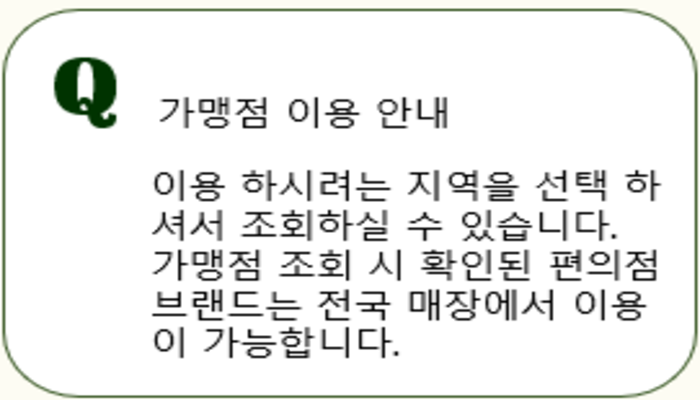 Q 가맹점 이용 안내
이용 하시려는 지역을 선택 하
셔서 조회하실 수 있습니다.
가맹점 조회 시 확인된 편의점
브랜드는 전국 매장에서 이용
이 가능합니다.